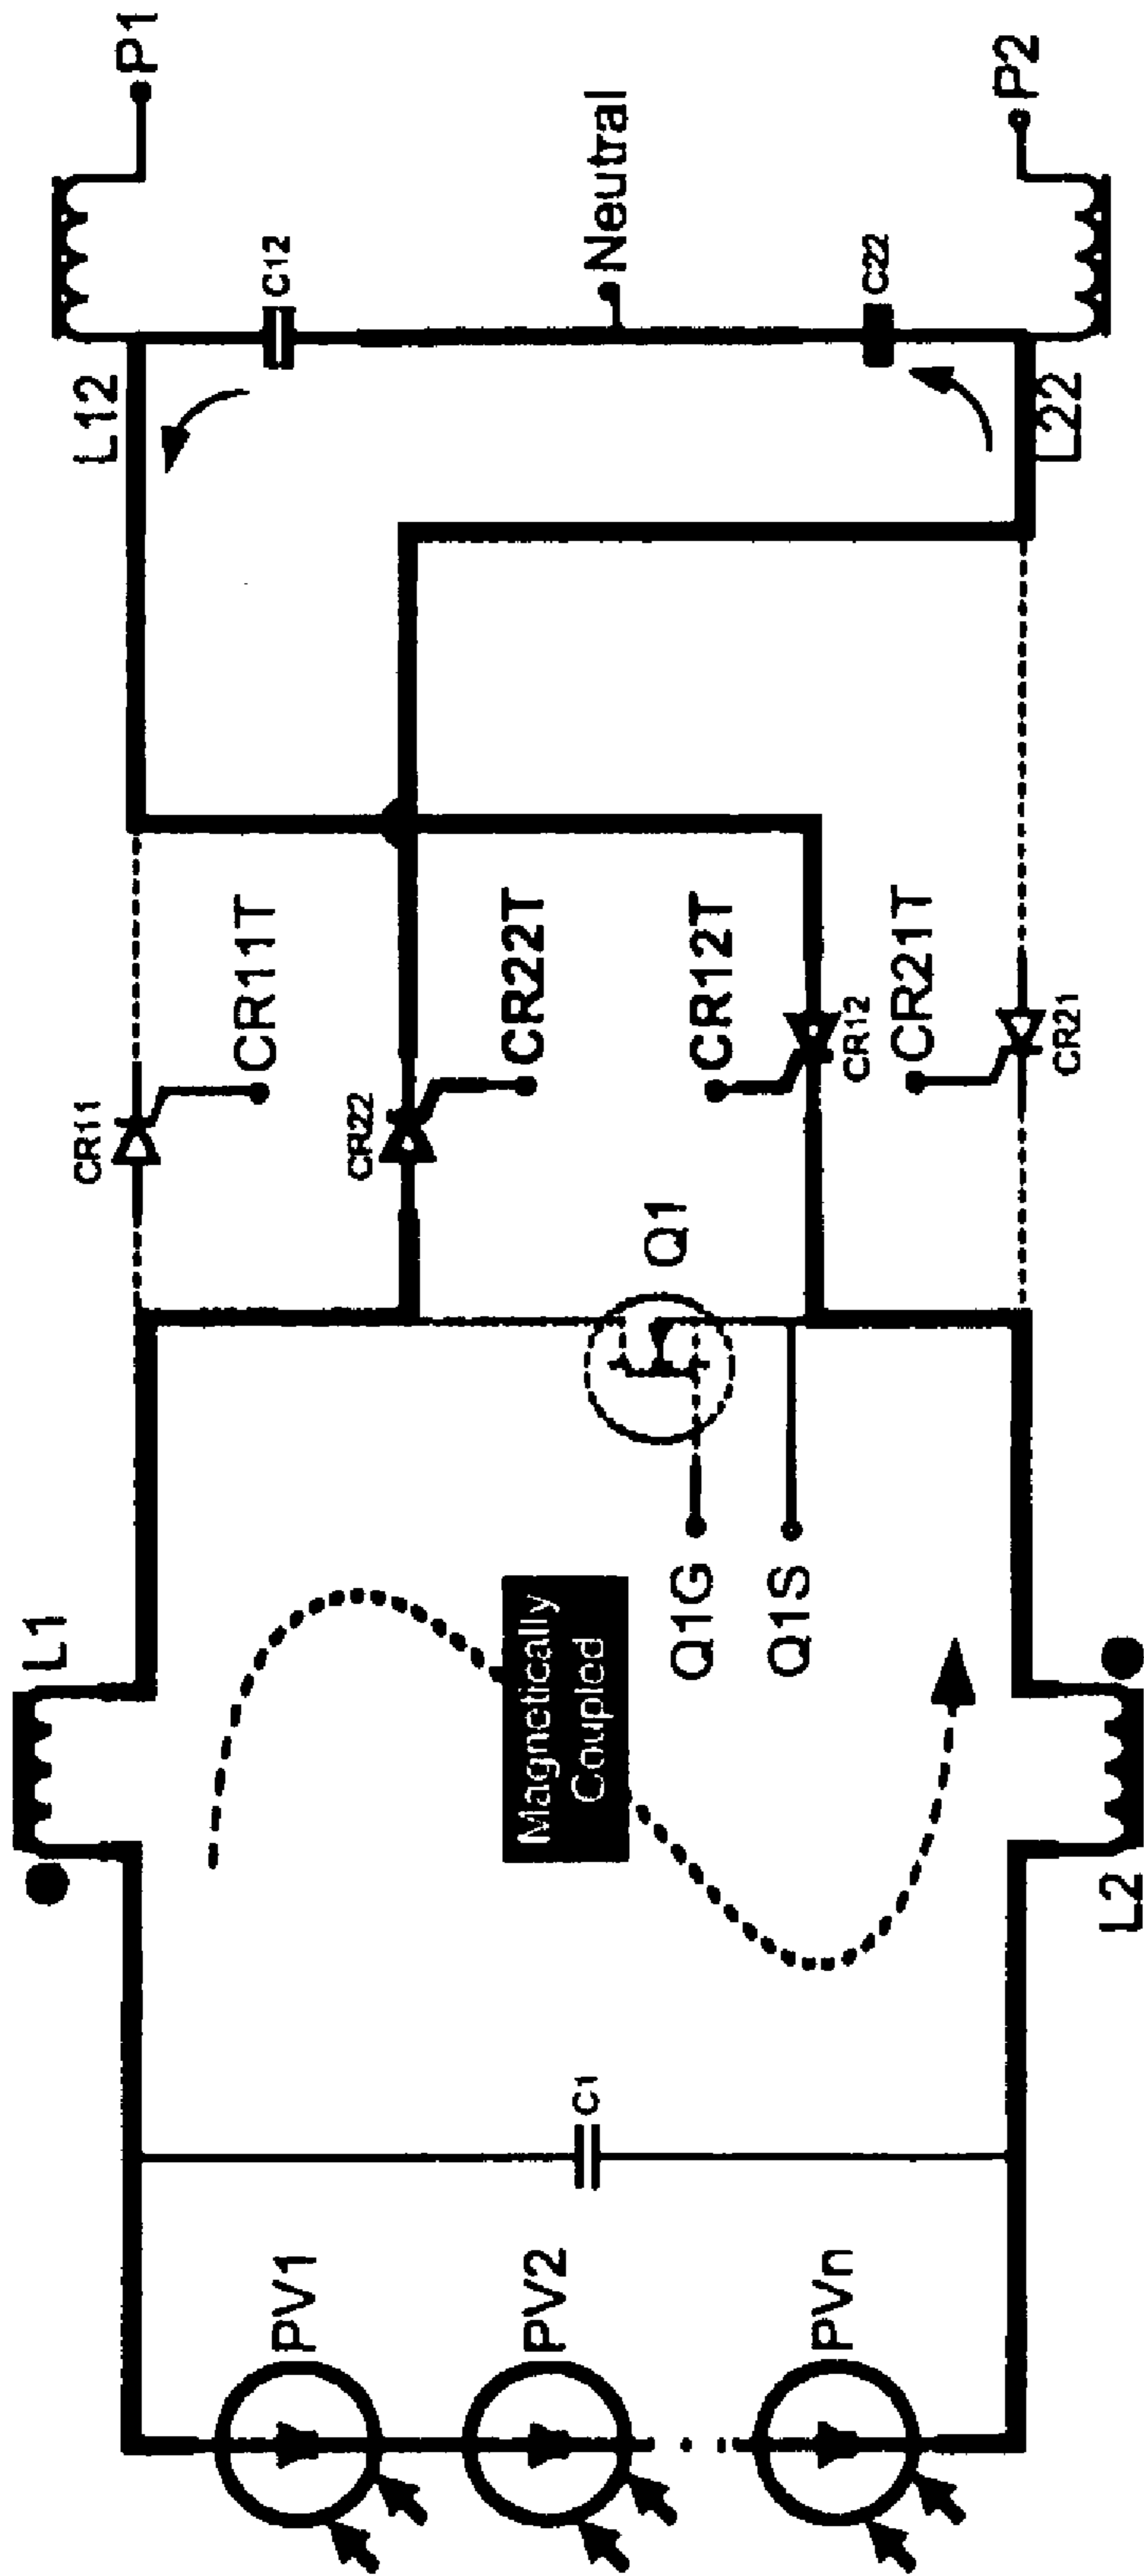 L1
L12
P1
CR11
CR11T
C12
PV1
CR22
CR22T
Magnetically
Coupled
Neutral
PV2
C1
Q1
Q1G
Q1S
CR12T
CR12
C22
PVn
CR21T
CR21
L2
L22
P2